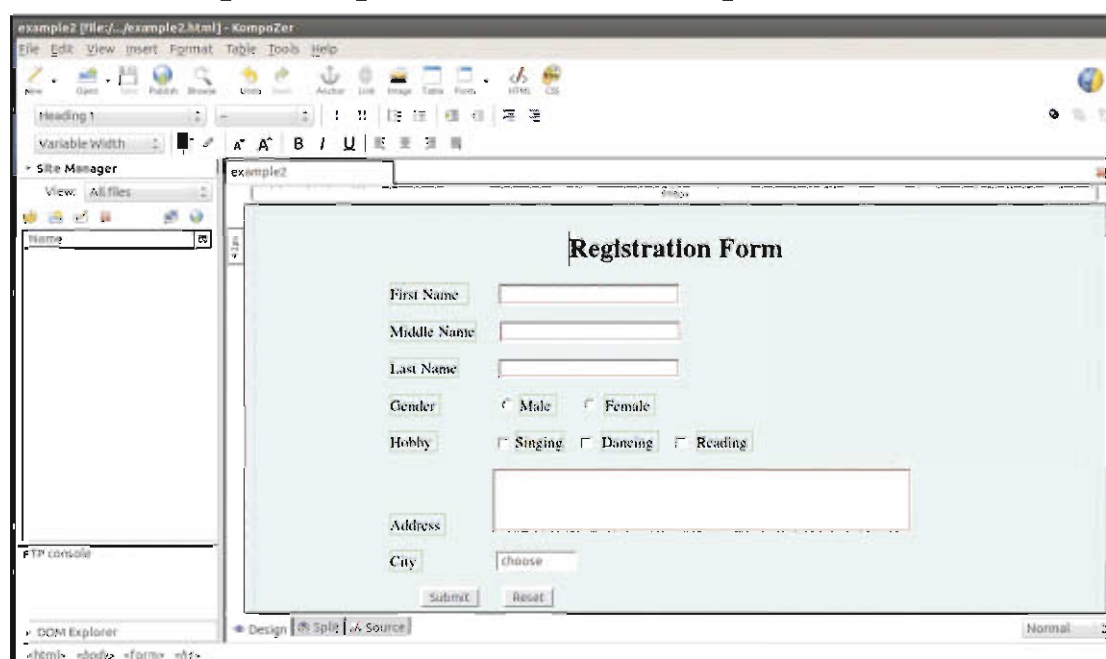 example2 [file:/.../example2.html] - KompoZer
File Edit View Insert Format Table Tools Help
New Open Save Publish Browse Undo Redo Anchor Link Image Table Form HTML CSS
Heading 1
Variable Width A A B I U
Site Manager
View: All files
Name
example2
Registration Form
First Name
Middle Name
Last Name
Gender Male Female
Hobby Singing Dancing Reading
Address
City choose
Submit Reset
FTP console
DOM Explorer
Design Split Source
Normal
<html> <body> <form> <h1>